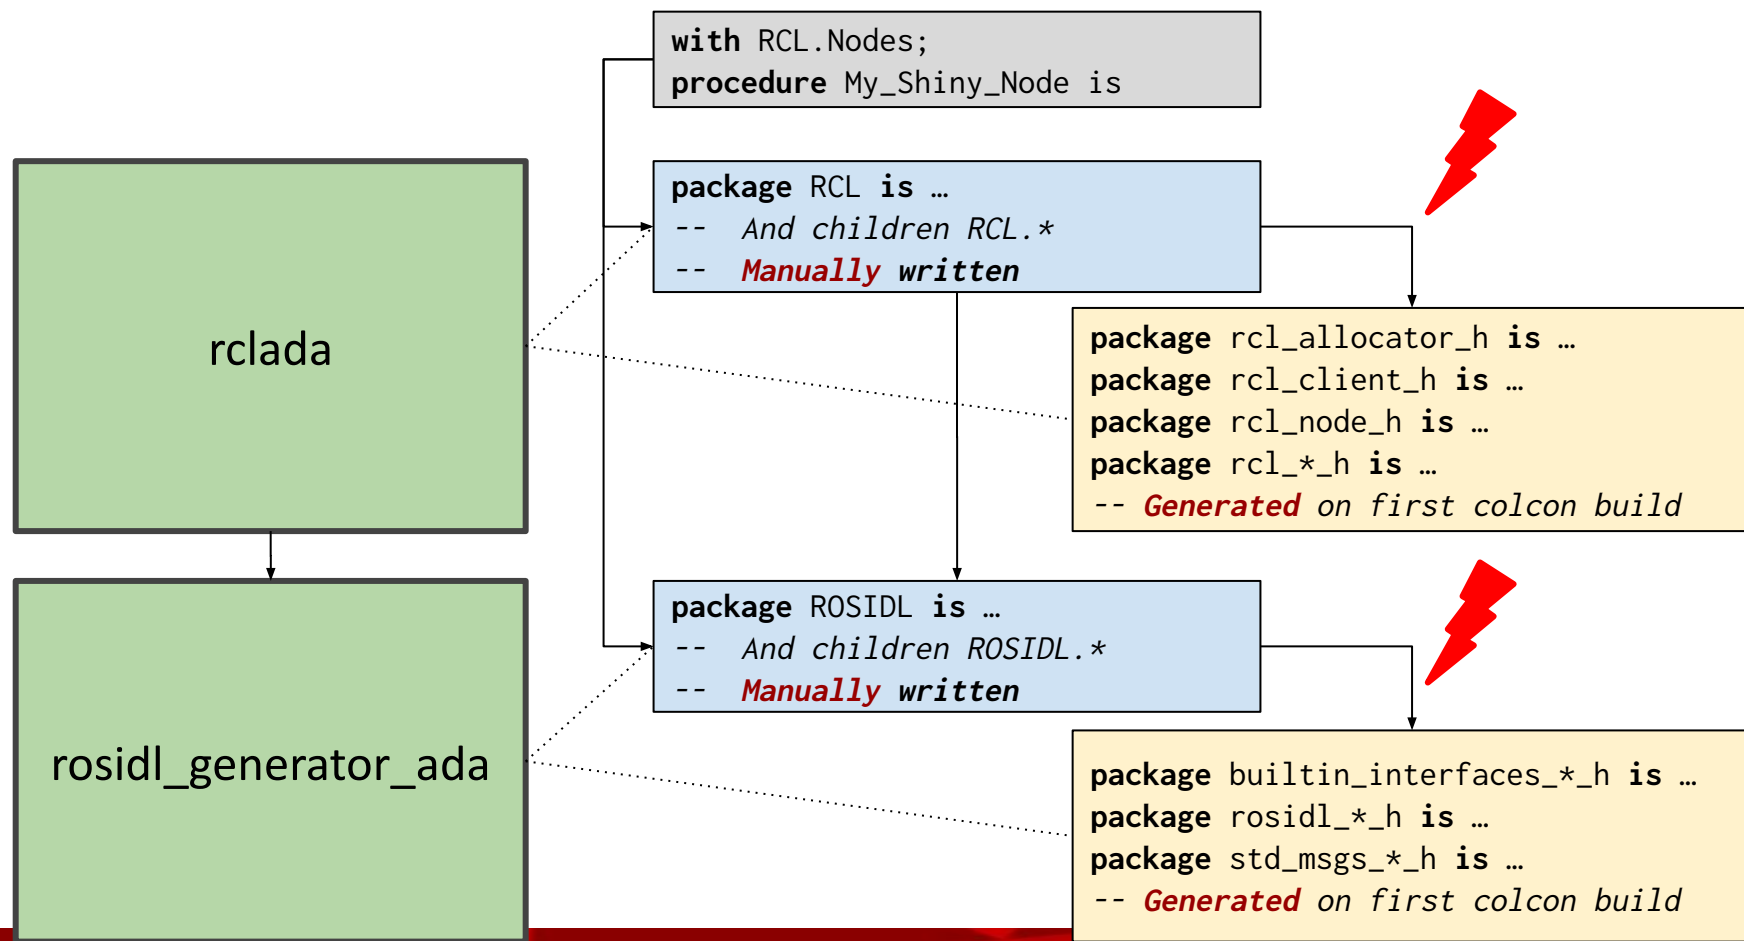 with RCL.Nodes;
procedure My_Shiny_Node is
package RCL is …
-- And children RCL.*
-- Manually written
rclada
package rcl_allocator_h is …
package rcl_client_h is …
package rcl_node_h is …
package rcl_*_h is …
-- Generated on first colcon build
package ROSIDL is …
-- And children ROSIDL.*
-- Manually written
rosidl_generator_ada
package builtin_interfaces_*_h is …
package rosidl_*_h is …
package std_msgs_*_h is …
-- Generated on first colcon build